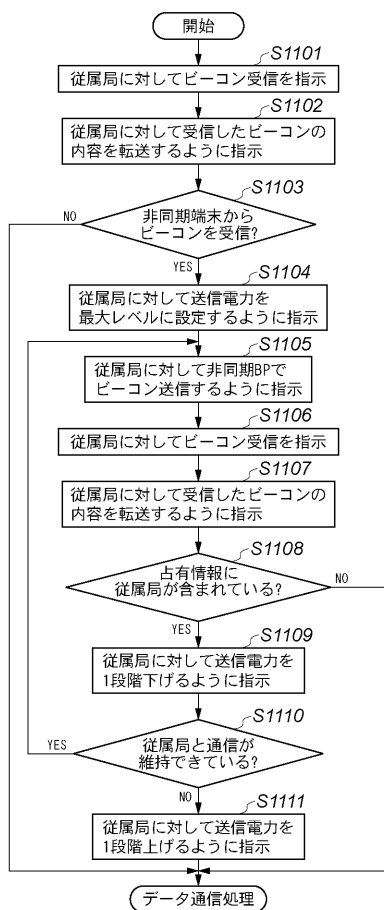 開始
S1101
従属局に対してビーコン受信を指示
S1102
従属局に対して受信したビーコンの
内容を転送するように指示
S1103
NO
非同期端末から
ビーコンを受信?
YES
S1104
従属局に対して送信電力を
最大レベルに設定するように指示
S1105
従属局に対して非同期BPで
ビーコン送信するように指示
S1106
従属局に対してビーコン受信を指示
S1107
従属局に対して受信したビーコンの
内容を転送するように指示
S1108
占有情報に
従属局が含まれている?
NO
YES
S1109
従属局に対して送信電力を
1段階下げるように指示
S1110
YES
従属局と通信が
維持できている?
NO
S1111
従属局に対して送信電力を
1段階上げるように指示
データ通信処理